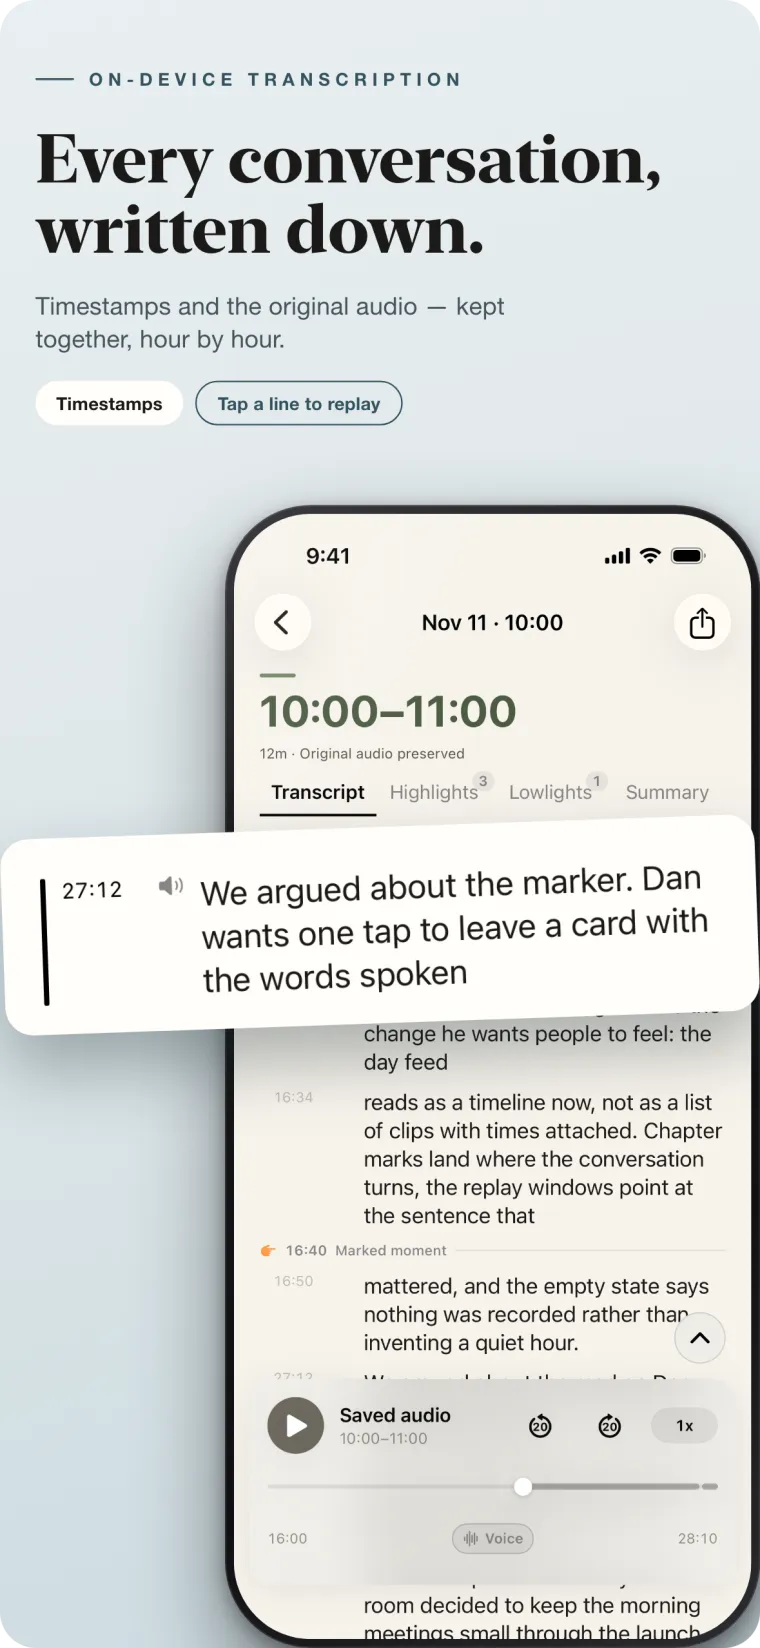 ON-DEVICE TRANSCRIPTION
Every conversation,
written down.
Timestamps and the original audio — kept
together, hour by hour.
Timestamps
Tap a line to replay
9:41
Nov 11 · 10:00
10:00–11:00
12m · Original audio preserved
Transcript
Highlights 3
Lowlights 1
Summary
27:12
We argued about the marker. Dan
wants one tap to leave a card with
the words spoken
change he wants people to feel: the
day feed
16:34
reads as a timeline now, not as a list
of clips with times attached. Chapter
marks land where the conversation
turns, the replay windows point at
the sentence that
16:40 Marked moment
16:50
mattered, and the empty state says
nothing was recorded rather than
inventing a quiet hour.
27:12
Saved audio
10:00–11:00
20
20
1x
16:00
Voice
28:10
room decided to keep the morning
meetings small through the launch